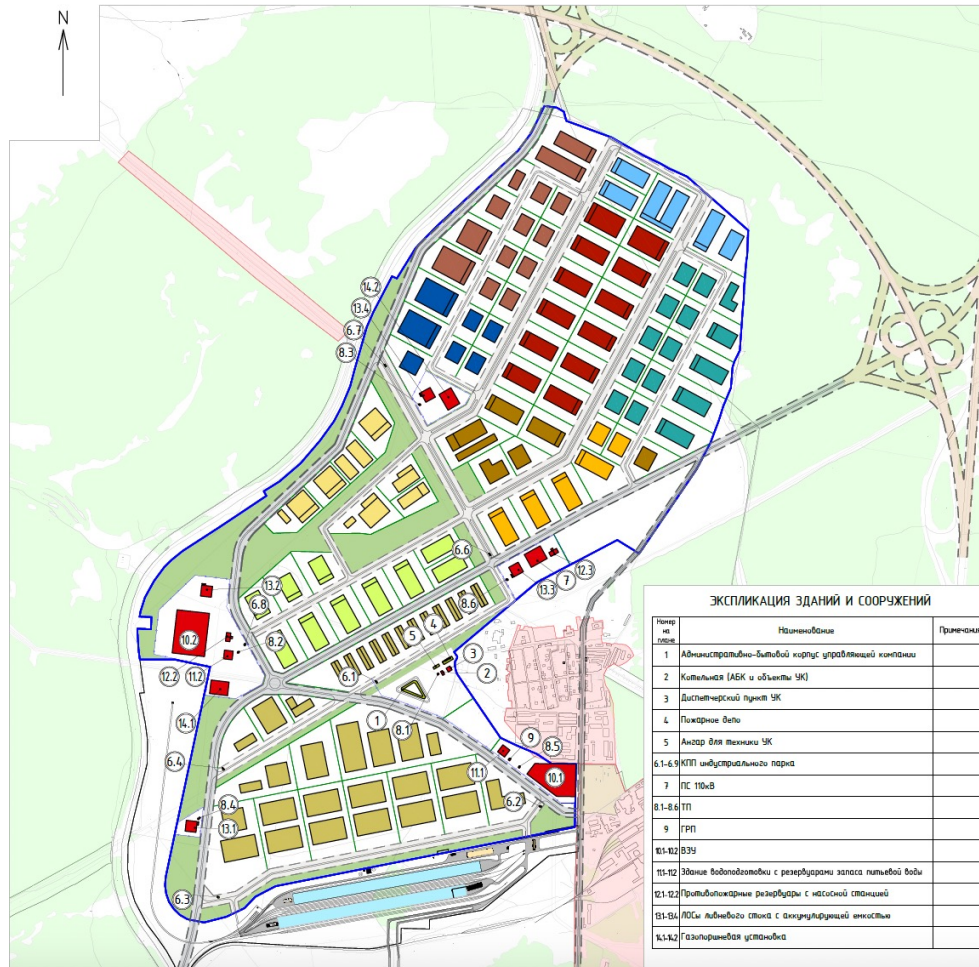 N
14.2
13.4
6.7
8.3
13.2
6.8
10.2
8.2
12.2
11.2
14.1
6.4
8.4
13.1
6.3
6.6
12.3
7
13.3
8.6
4
5
3
2
6.1
1
8.1
9
8.5
11.1
10.1
6.2
ЭКСПЛИКАЦИЯ ЗДАНИЙ И СООРУЖЕНИЙ
Номер на плане Наименование Примечание
1 Административно-бытовой корпус управляющей компании
2 Котельная (АБК и объекты УК)
3 Диспетчерский пункт УК
4 Пожарное депо
5 Ангар для техники УК
6.1-6.9 КПП индустриального парка
7 ПС 110кВ
8.1-8.6 ТП
9 ГРП
10.1-10.2 ВЗУ
11.1-11.2 Здание водоподготовки с резервуарами запаса питьевой воды
12.1-12.2 Противопожарные резервуары с насосной станцией
13.1-13.4 ЛОСы ливневого стока с аккумулирующей емкостью
14.1-14.2 Газопоршневая установка